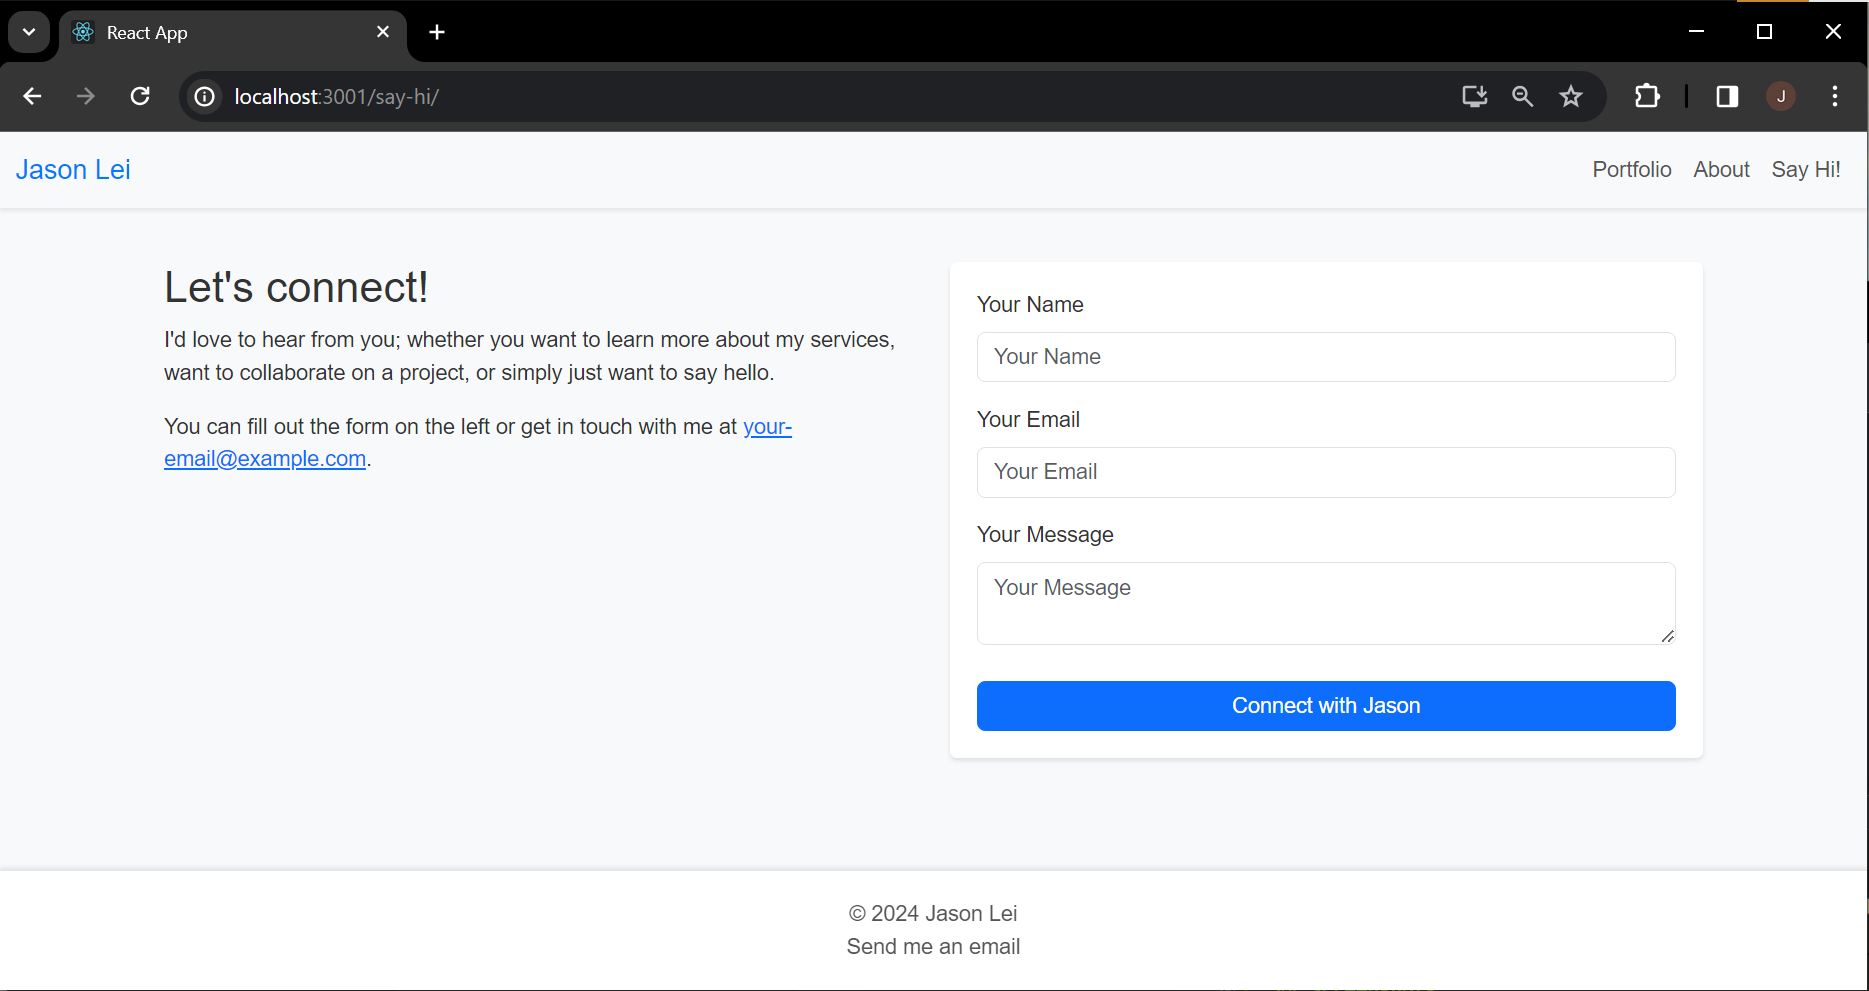 React App
localhost:3001/say-hi/
J
Jason Lei
Portfolio About Say Hi!
Let's connect!
I'd love to hear from you; whether you want to learn more about my services,
want to collaborate on a project, or simply just want to say hello.
You can fill out the form on the left or get in touch with me at your-
email@example.com.
Your Name
Your Name
Your Email
Your Email
Your Message
Your Message
Connect with Jason
© 2024 Jason Lei
Send me an email